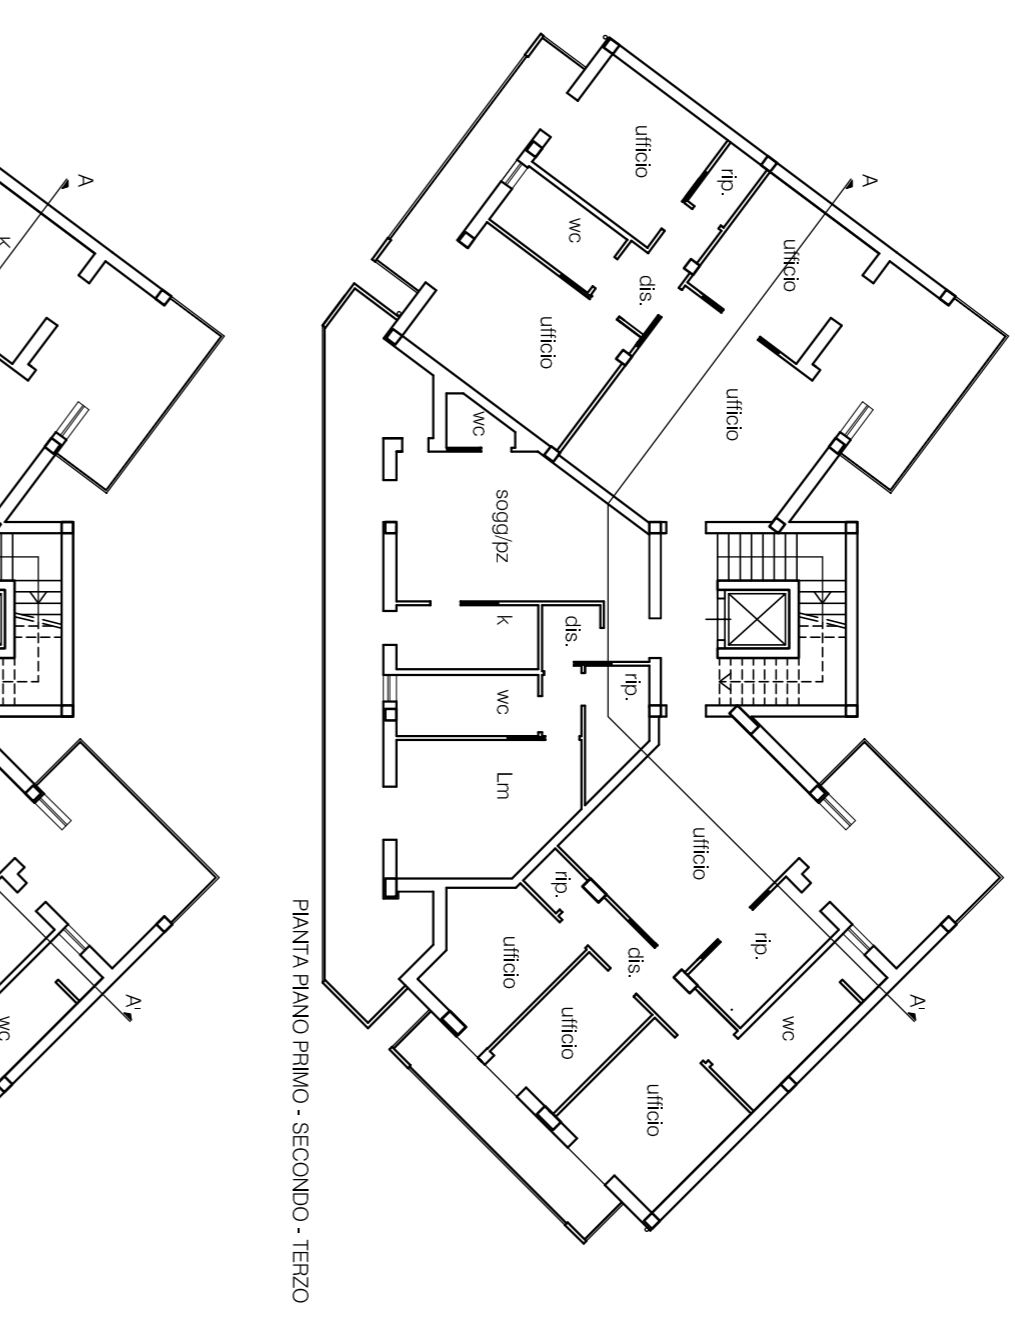 A
A'
ufficio
wc
rip.
ufficio
rip.
ufficio
ufficio
dis.
ufficio
dis.
rip.
wc
dis.
ufficio
rip.
ufficio
ufficio
sogg/pz
k
wc
Lm
wc
PIANTA PIANO PRIMO - SECONDO - TERZO
A
A'
k
wc